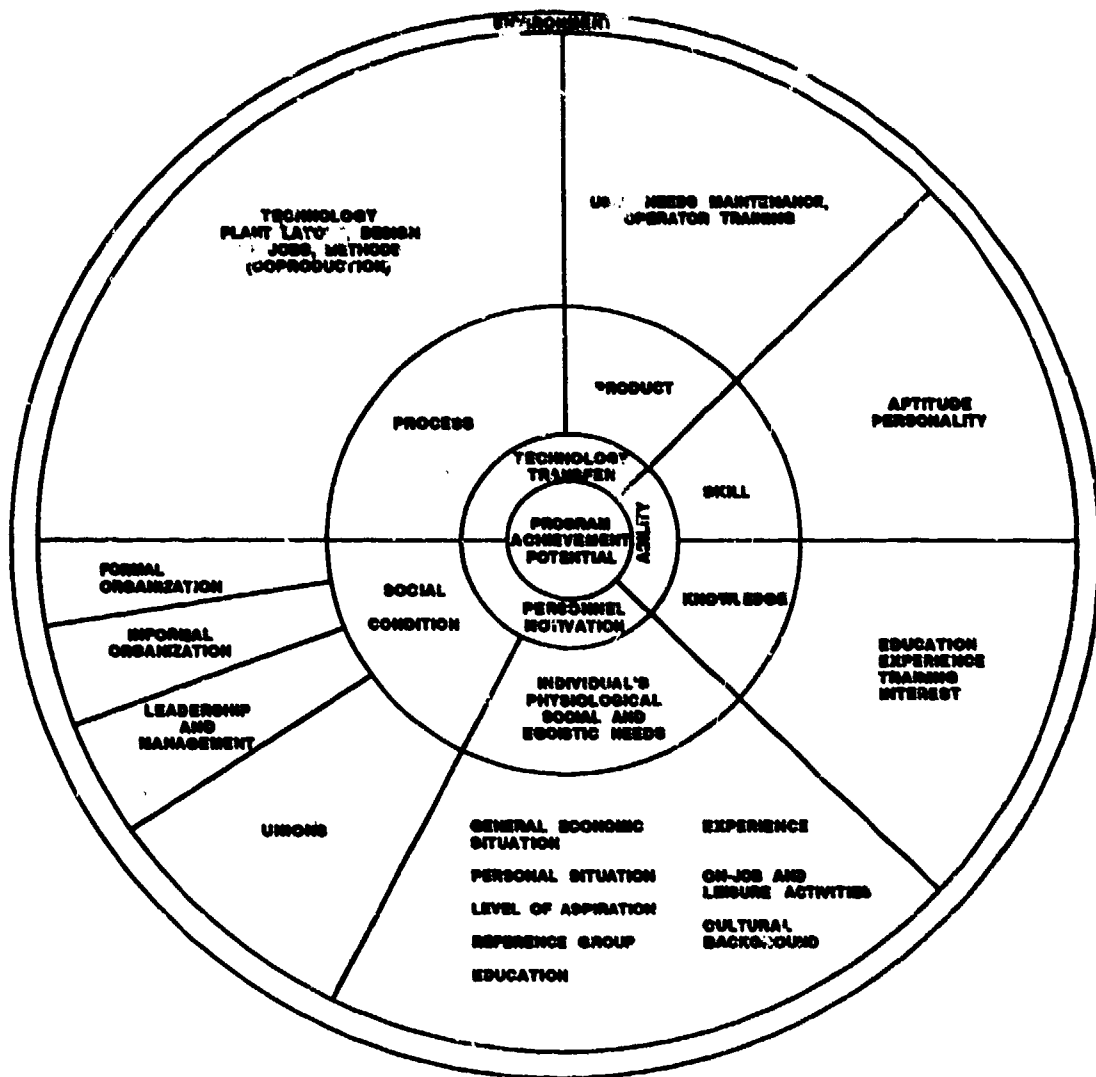 ENVIRONMENT
TECHNOLOGY
PLANT DESIGN
JOBS, METHODS
(COPRODUCTION)
NEEDS MAINTENANCE,
OPERATOR TRAINING
PRODUCT
APTITUDE
PERSONALITY
PROCESS
TECHNOLOGY
TRANSFER
SKILL
ABILITY
PROGRAM
ACHIEVEMENT
POTENTIAL
FORMAL
ORGANIZATION
SOCIAL
CONDITION
PERSONNEL
MOTIVATION
KNOWLEDGE
INFORMAL
ORGANIZATION
EDUCATION
EXPERIENCE
TRAINING
INTEREST
INDIVIDUAL'S
PHYSIOLOGICAL
SOCIAL AND
EGOISTIC NEEDS
LEADERSHIP
AND
MANAGEMENT
UNIONS
GENERAL ECONOMIC
SITUATION
PERSONAL SITUATION
LEVEL OF ASPIRATION
REFERENCE GROUP
EDUCATION
EXPERIENCE
ON-JOB AND
LEISURE ACTIVITIES
CULTURAL
BACKGROUND